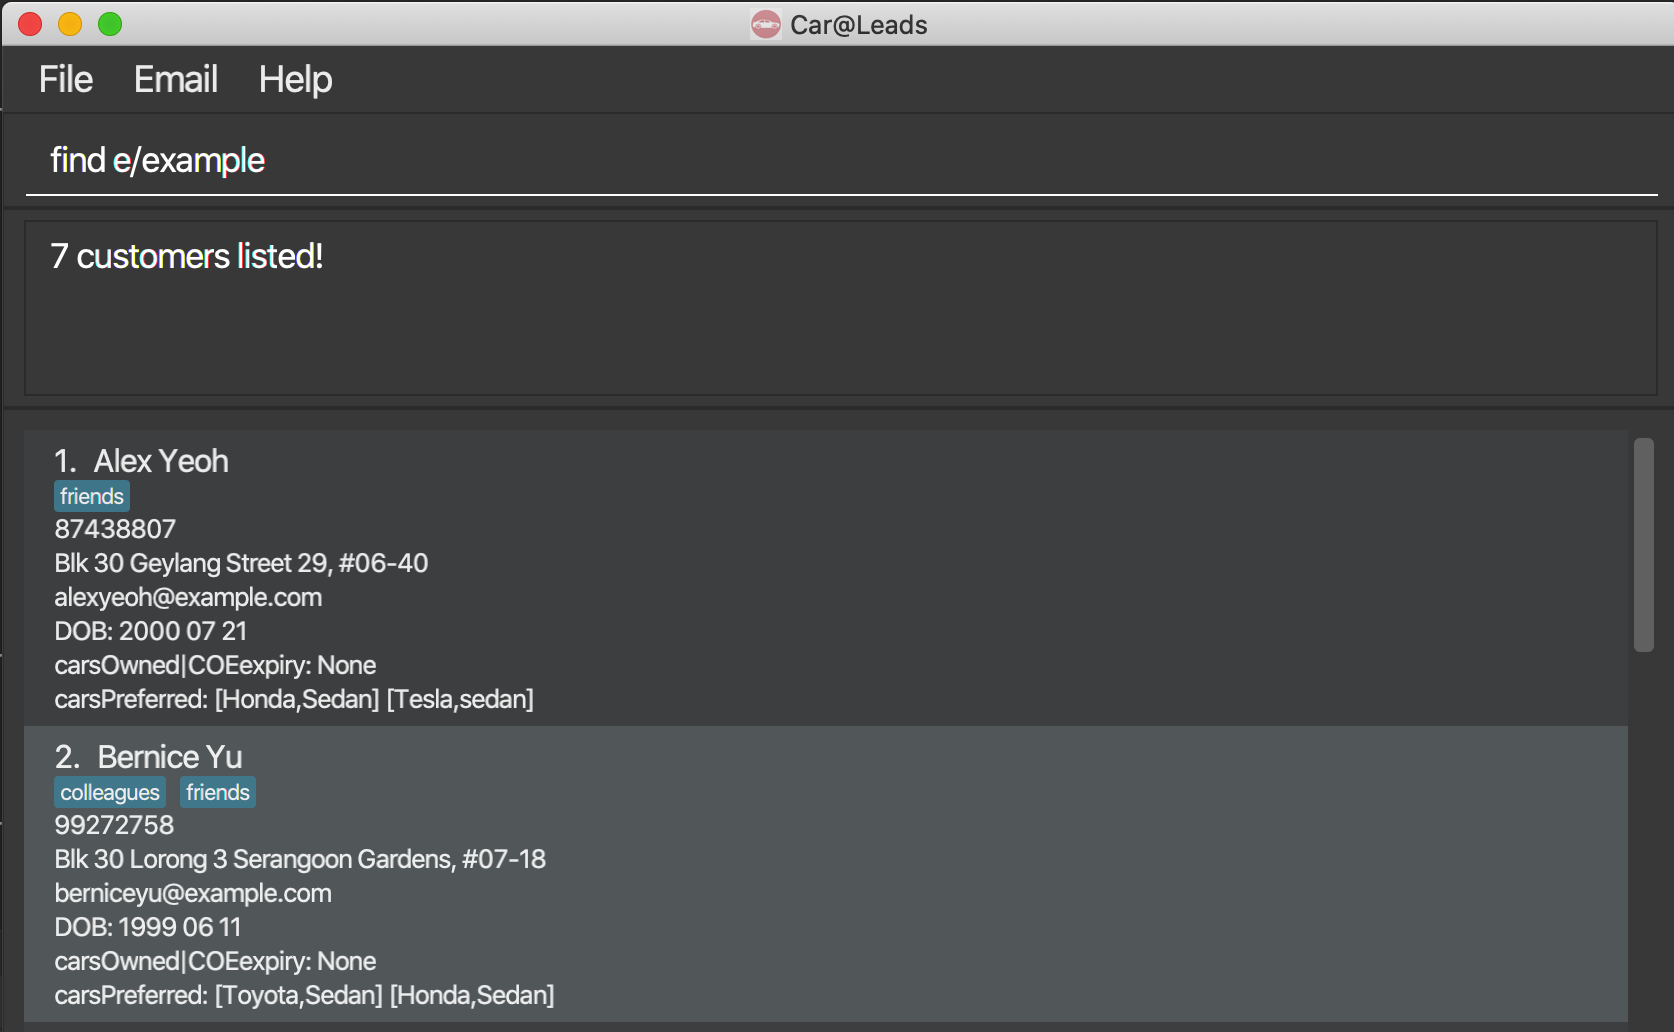 Car@Leads
File Email Help
find e/example
7 customers listed!
1. Alex Yeoh
friends
87438807
Blk 30 Geylang Street 29, #06-40
alexyeoh@example.com
DOB: 2000 07 21
carsOwned|COEexpiry: None
carsPreferred: [Honda,Sedan] [Tesla,sedan]
2. Bernice Yu
colleagues friends
99272758
Blk 30 Lorong 3 Serangoon Gardens, #07-18
berniceyu@example.com
DOB: 1999 06 11
carsOwned|COEexpiry: None
carsPreferred: [Toyota,Sedan] [Honda,Sedan]